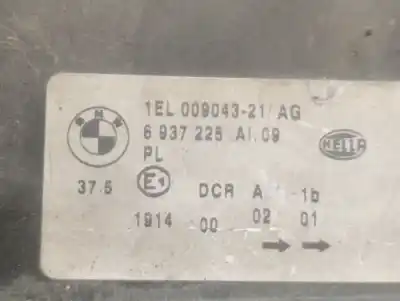 BMW
1EL 009043-21/ AG
6 937 225 AI.09
HELLA
PL
37.5 E1 DCR A -1b
1914 00 02 01